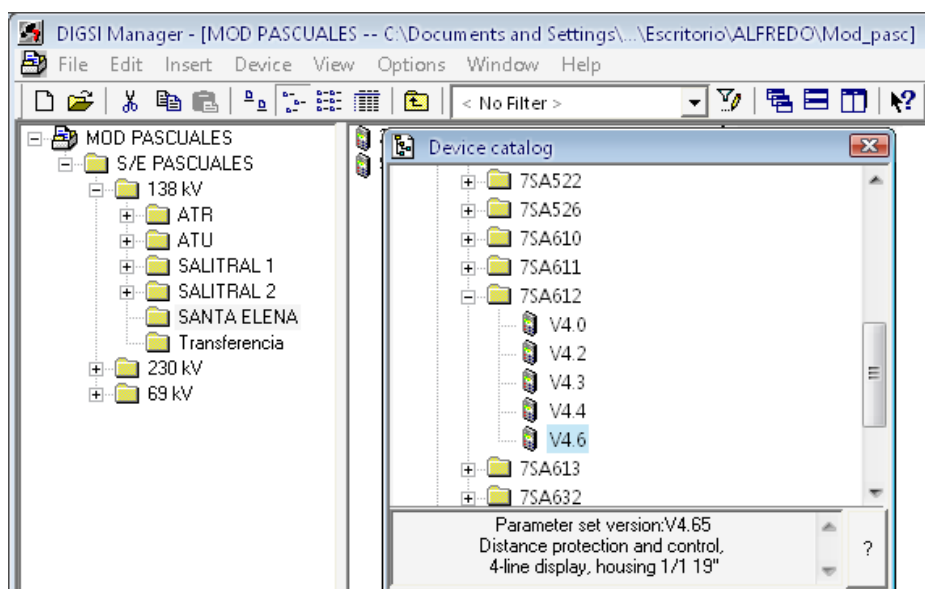 DIGSI Manager - [MOD PASCUALES -- C:\Documents and Settings\...\Escritorio\ALFREDO\Mod_pasc]
File Edit Insert Device View Options Window Help
< No Filter >
MOD PASCUALES
S/E PASCUALES
138 kV
ATR
ATU
SALITRAL 1
SALITRAL 2
SANTA ELENA
Transferencia
230 kV
69 kV
Device catalog
7SA522
7SA526
7SA610
7SA611
7SA612
V4.0
V4.2
V4.3
V4.4
V4.6
7SA613
7SA632
Parameter set version:V4.65
Distance protection and control,
4-line display, housing 1/1 19"
?